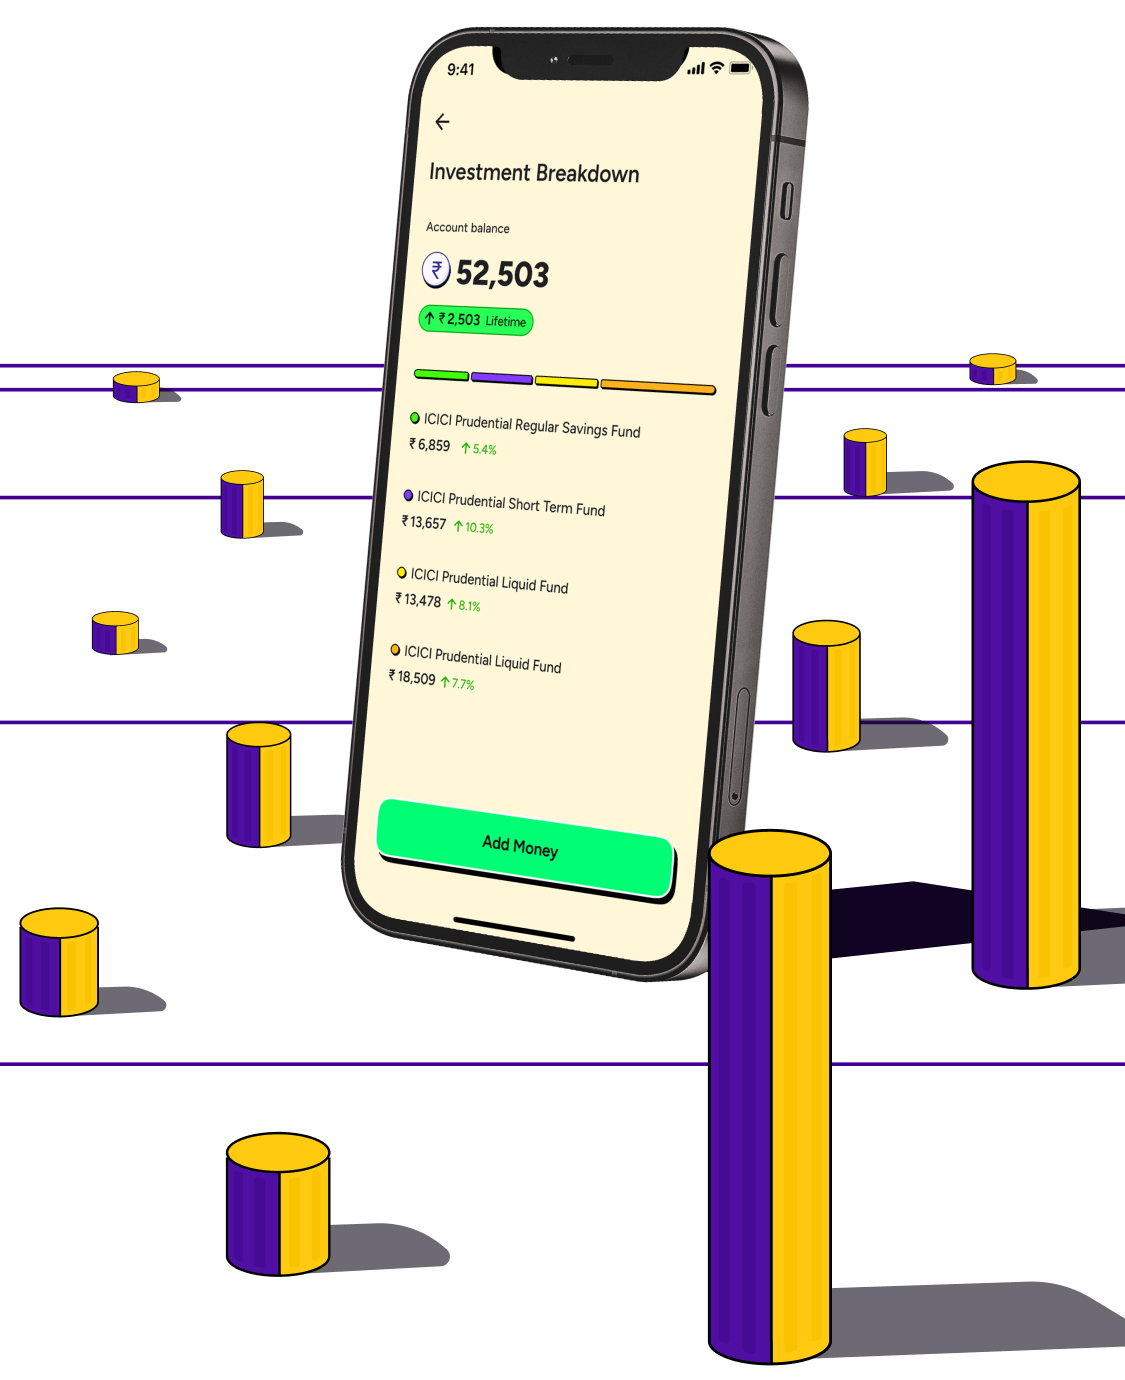 9:41
Investment Breakdown
Account balance
₹ 52,503
↑ ₹2,503 Lifetime
ICICI Prudential Regular Savings Fund
₹ 6,859 ↑ 5.4%
ICICI Prudential Short Term Fund
₹ 13,657 ↑ 10.3%
ICICI Prudential Liquid Fund
₹ 13,478 ↑ 8.1%
ICICI Prudential Liquid Fund
₹ 18,509 ↑ 7.7%
Add Money